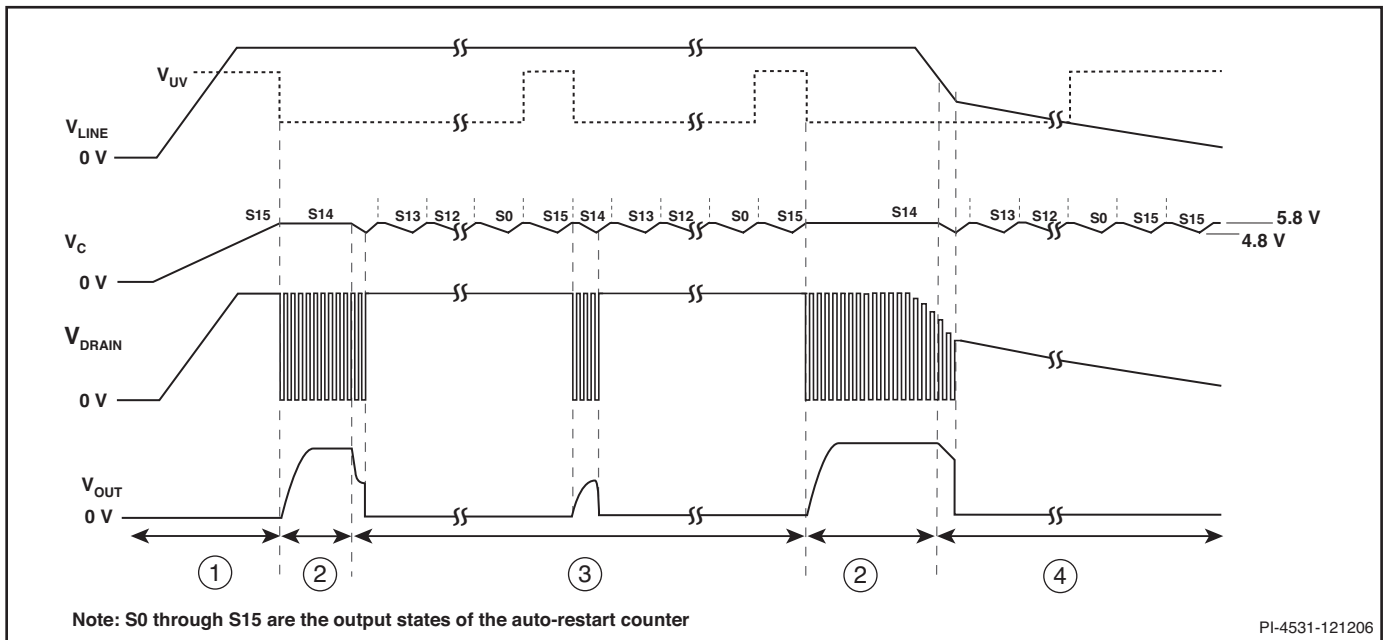 V_UV
V_LINE
0 V
S15 S14 S13 S12 S0 S15 S14 S13 S12 S0 S15 S14 S13 S12 S0 S15 S15 5.8 V
4.8 V
V_C
0 V
V_DRAIN
0 V
V_OUT
0 V
1 2 3 2 4
Note: S0 through S15 are the output states of the auto-restart counter
PI-4531-121206